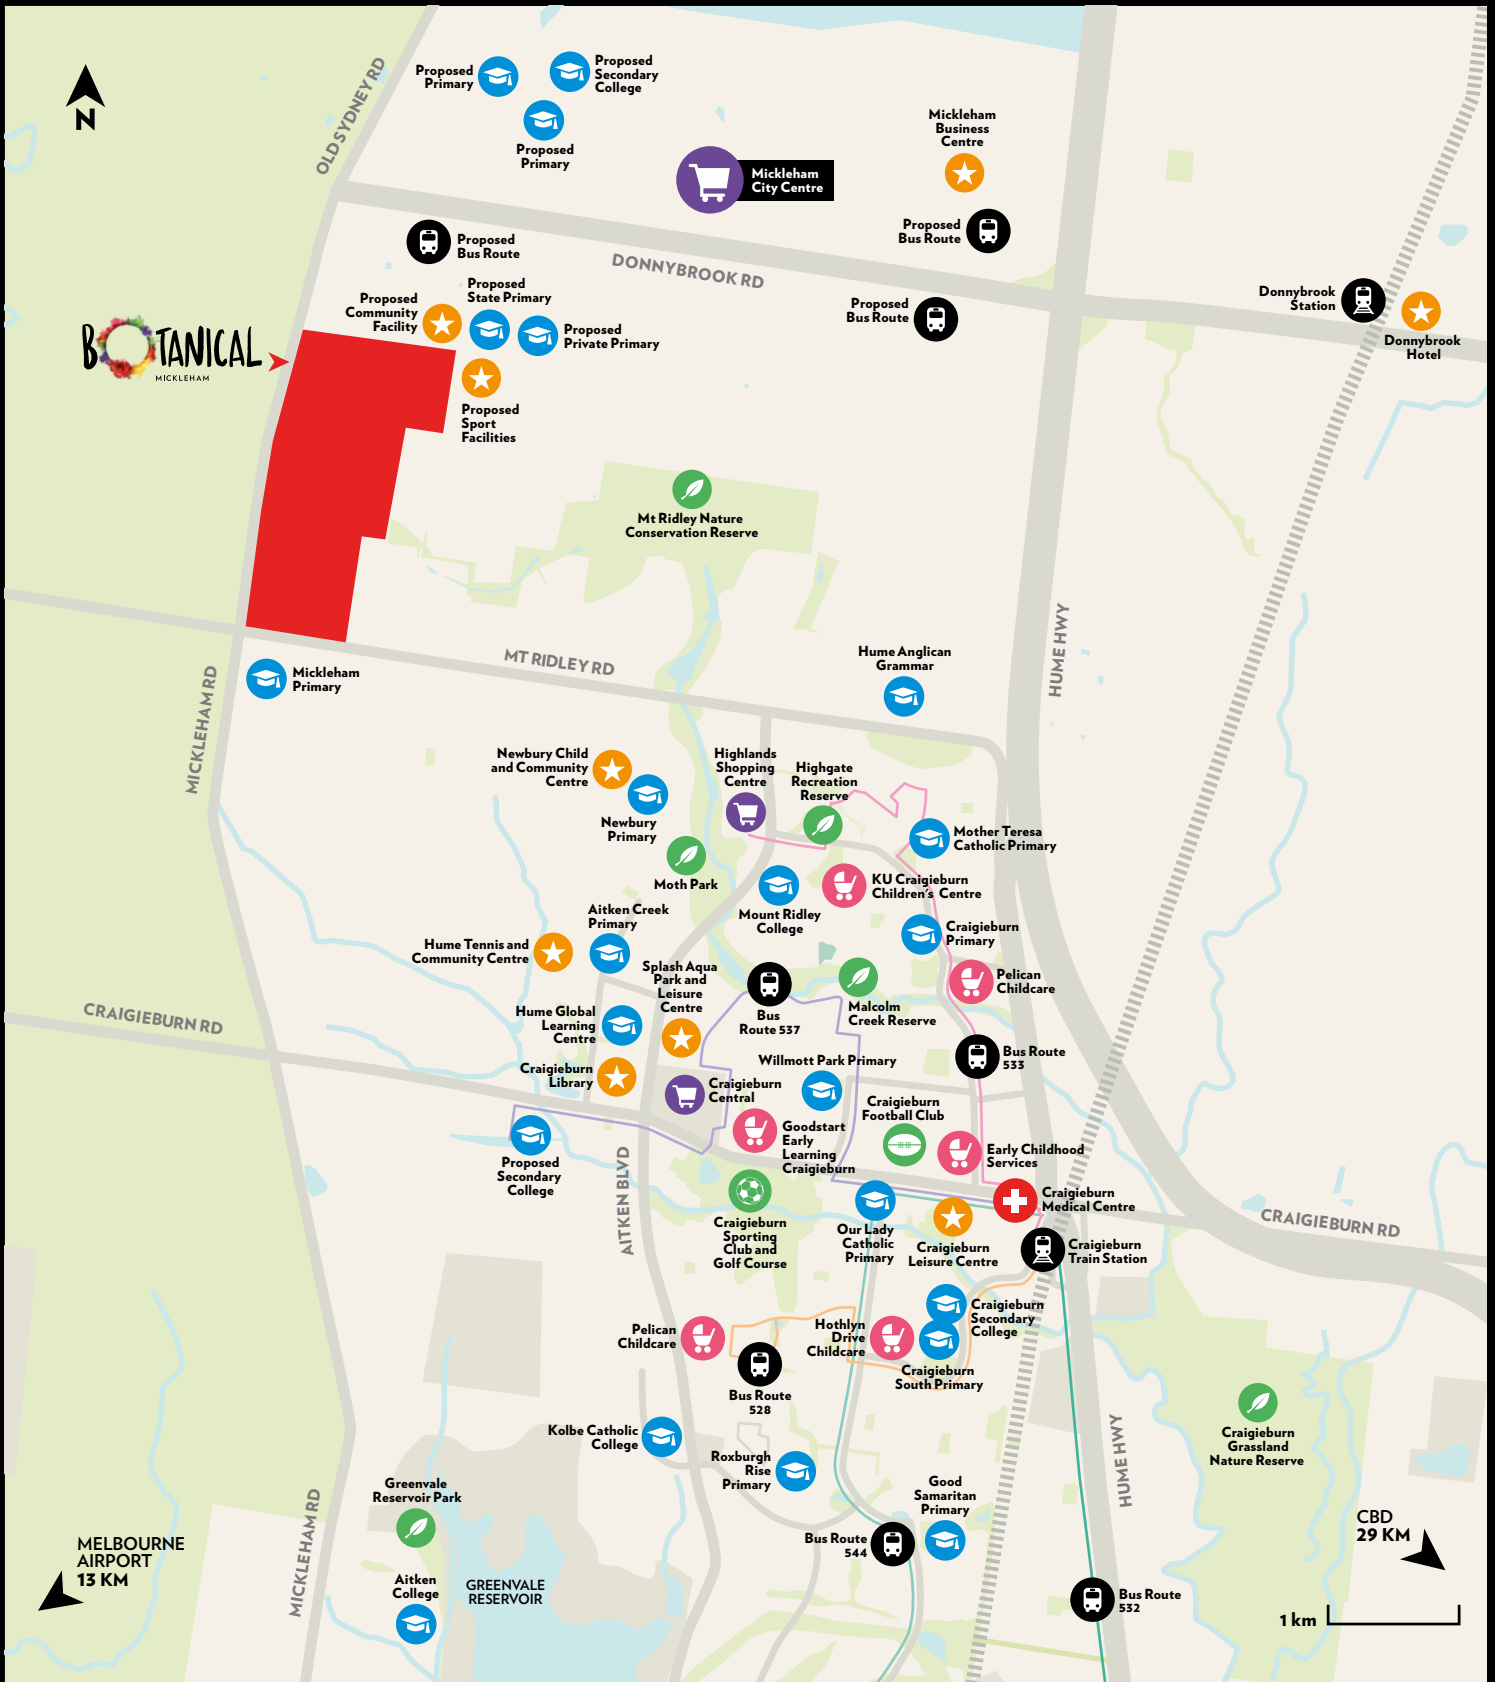 OLD SYDNEY RD
N
Proposed
Primary
Proposed
Secondary
College
Proposed
Primary
Mickleham
City Centre
Mickleham
Business
Centre
Proposed
Bus Route
Proposed
Bus Route
DONNYBROOK RD
Proposed
Bus Route
Donnybrook
Station
Donnybrook
Hotel
Proposed
Community
Facility
Proposed
State Primary
Proposed
Private Primary
BOTANICAL
MICKLEHAM
Proposed
Sport
Facilities
Mt Ridley Nature
Conservation Reserve
HUME HWY
MT RIDLEY RD
Hume Anglican
Grammar
Mickleham
Primary
MICKLEHAM RD
Newbury Child
and Community
Centre
Newbury
Primary
Highlands
Shopping
Centre
Highgate
Recreation
Reserve
Mother Teresa
Catholic Primary
Moth Park
Mount Ridley
College
KU Craigieburn
Children's Centre
Aitken Creek
Primary
Craigieburn
Primary
Hume Tennis and
Community Centre
Splash Aqua
Park and
Leisure
Centre
Pelican
Childcare
Malcolm
Creek Reserve
Bus
Route 537
CRAIGIEBURN RD
Hume Global
Learning
Centre
Craigieburn
Library
Willmott Park Primary
Bus Route
533
Craigieburn
Central
Craigieburn
Football Club
Goodstart
Early
Learning
Craigieburn
Early Childhood
Services
Proposed
Secondary
College
AITKEN BLVD
Craigieburn
Sporting
Club and
Golf Course
Our Lady
Catholic
Primary
Craigieburn
Leisure Centre
Craigieburn
Medical Centre
Craigieburn
Train Station
CRAIGIEBURN RD
Pelican
Childcare
Bus Route
528
Hothlyn
Drive
Childcare
Craigieburn
Secondary
College
Craigieburn
South Primary
Kolbe Catholic
College
Roxburgh
Rise
Primary
Good
Samaritan
Primary
Craigieburn
Grassland
Nature Reserve
HUME HWY
Greenvale
Reservoir Park
MICKLEHAM RD
Bus Route
544
Aitken
College
GREENVALE
RESERVOIR
MELBOURNE
AIRPORT
13 KM
CBD
29 KM
Bus Route
532
1 km